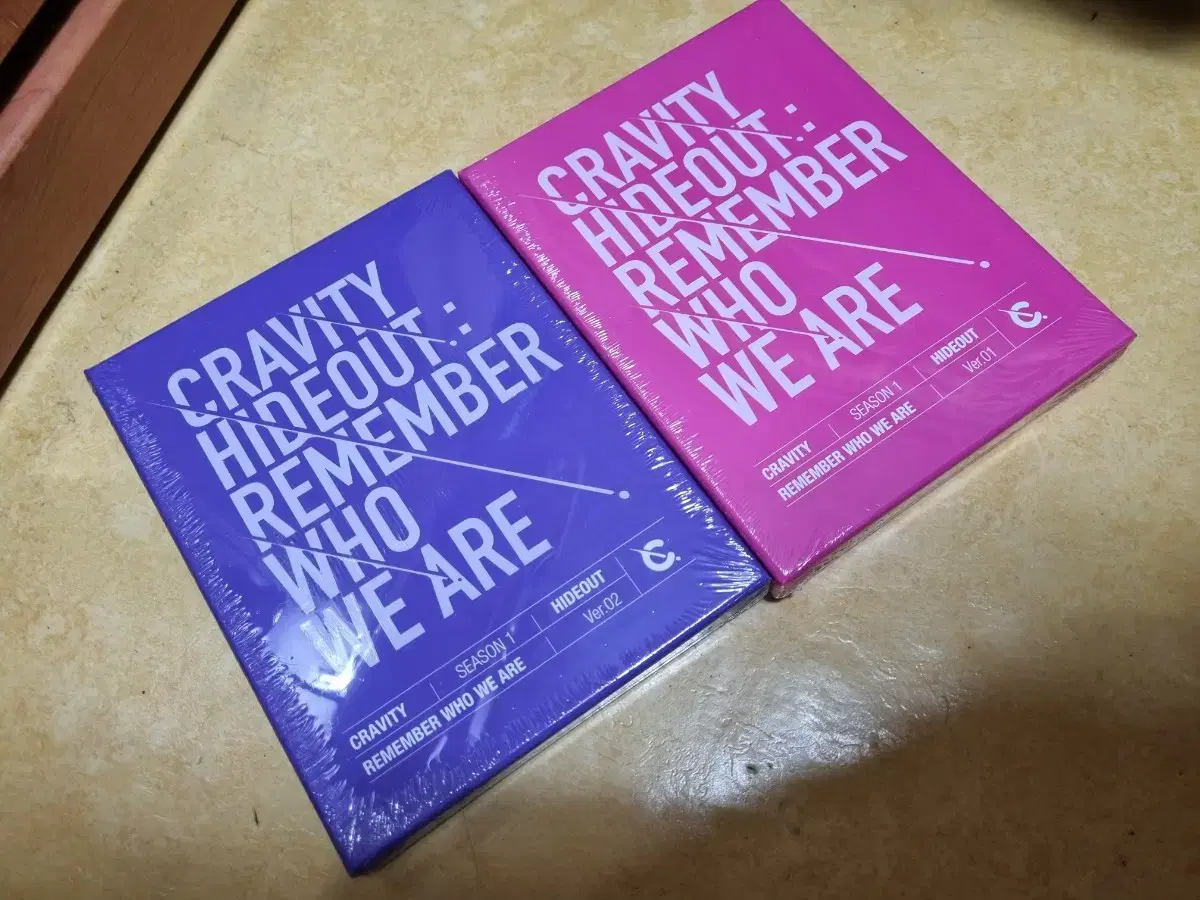 CRAVITY
HIDEOUT:
REMEMBER
WHO
WE ARE
CRAVITY SEASON 1 HIDEOUT
REMEMBER WHO WE ARE Ver.02
CRAVITY
HIDEOUT:
REMEMBER
WHO
WE ARE
CRAVITY SEASON 1 HIDEOUT
REMEMBER WHO WE ARE Ver.01